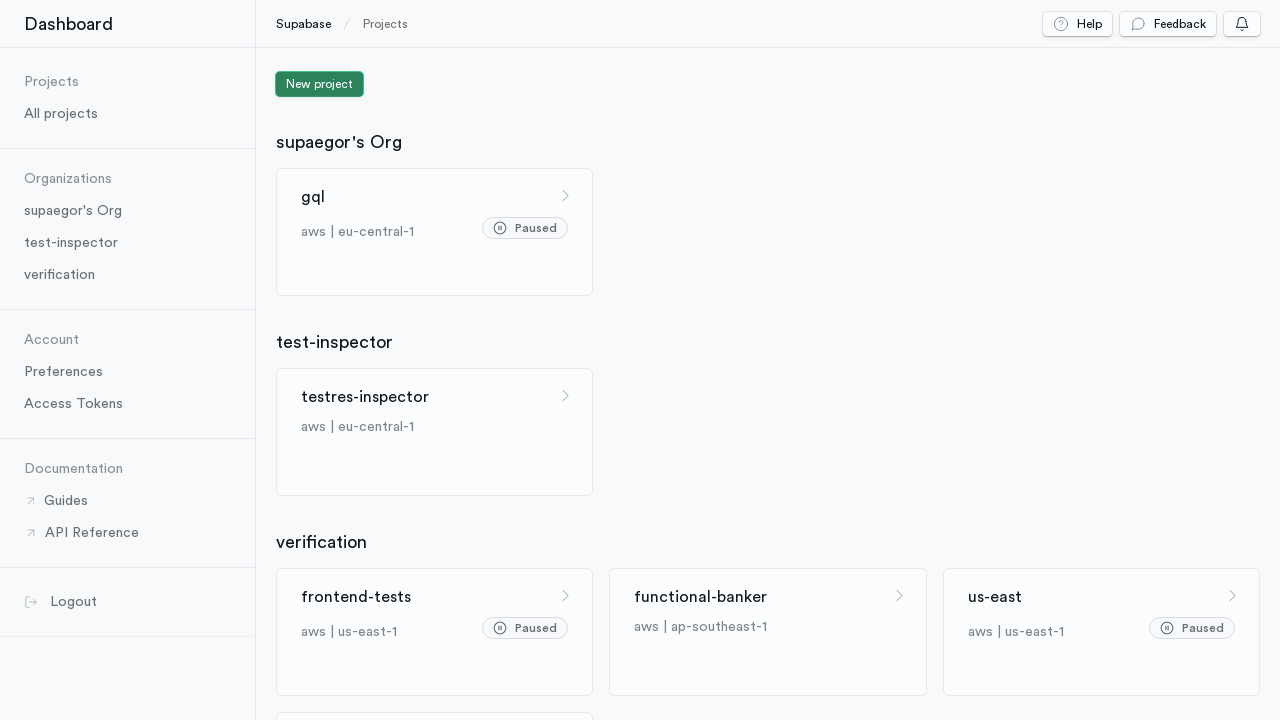 Dashboard
Supabase / Projects
Help
Feedback
Projects
All projects
Organizations
supaegor's Org
test-inspector
verification
Account
Preferences
Access Tokens
Documentation
Guides
API Reference
Logout
New project
supaegor's Org
gql
aws | eu-central-1
Paused
test-inspector
testres-inspector
aws | eu-central-1
verification
frontend-tests
aws | us-east-1
Paused
functional-banker
aws | ap-southeast-1
us-east
aws | us-east-1
Paused